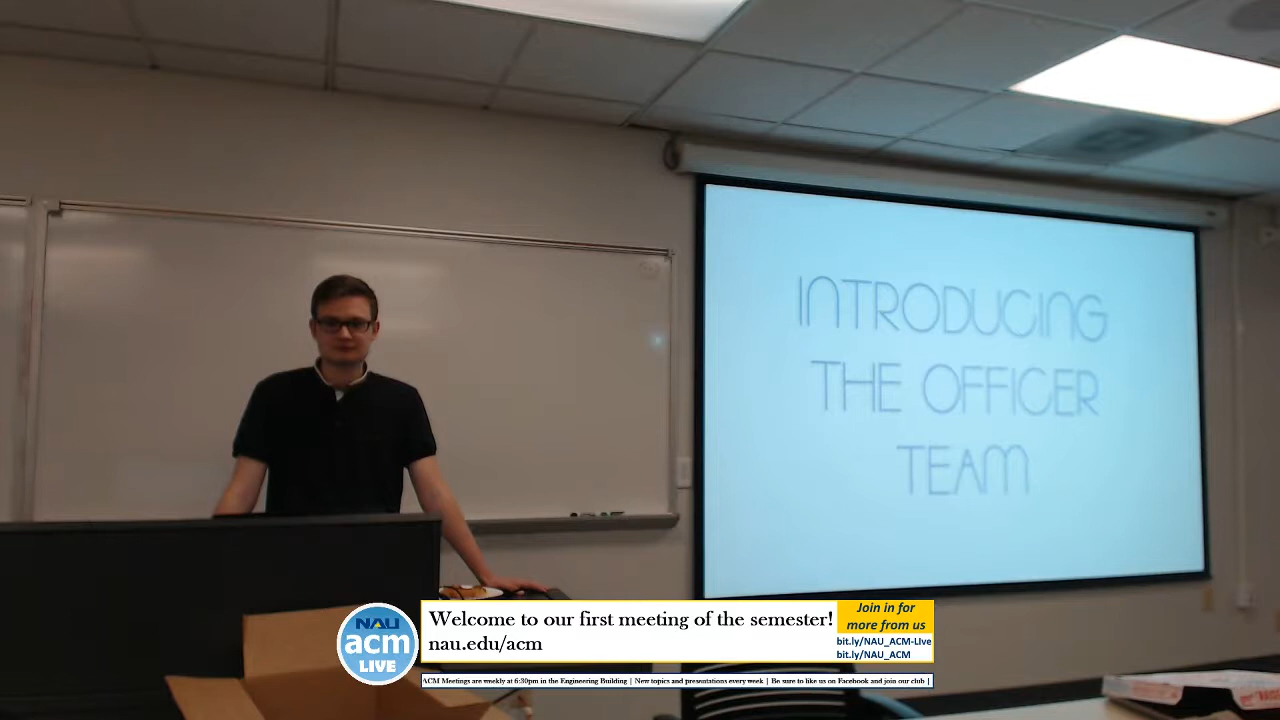 INTRODUCING
THE OFFICER
TEAM
NAU
acm
LIVE
Welcome to our first meeting of the semester!
nau.edu/acm
Join in for
more from us
bit.ly/NAU_ACM-LIve
bit.ly/NAU_ACM
ACM Meetings are weekly at 6:30pm in the Engineering Building | New topics and presentations every week | Be sure to like us on Facebook and join our club |